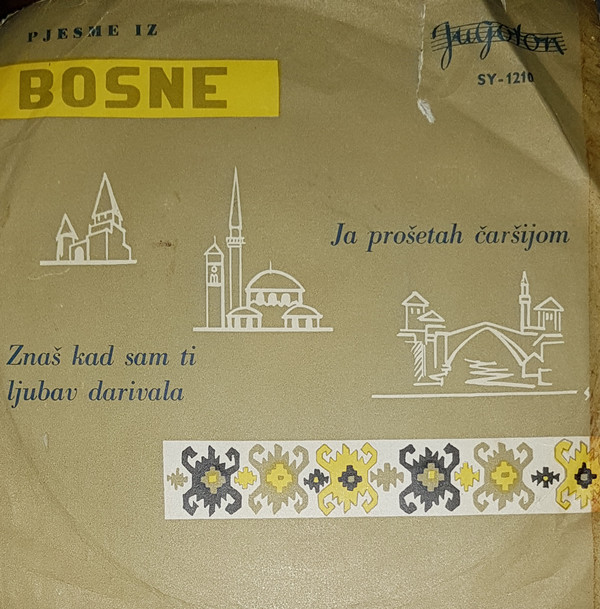 PJESME IZ
BOSNE
Jugoton
SY-1210
Ja prošetah čaršijom
Znaš kad sam ti
ljubav darivala